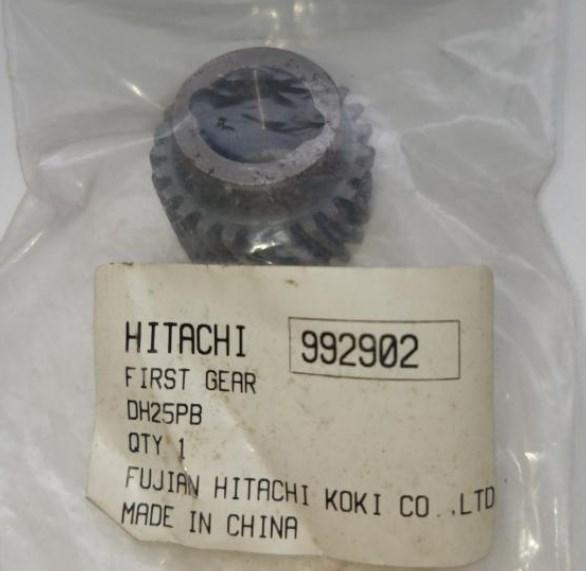 HITACHI 992902
FIRST GEAR
DH25PB
QTY 1
FUJIAN HITACHI KOKI CO.,LTD
MADE IN CHINA